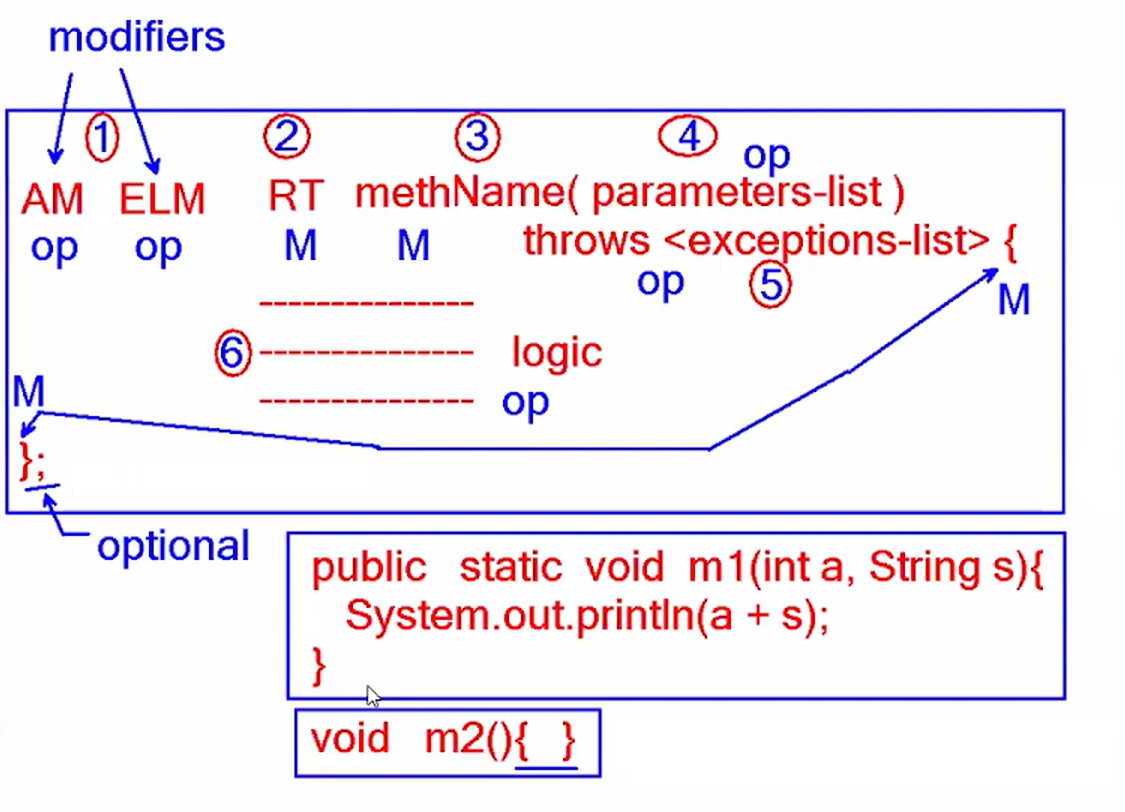 modifiers
1 2 3 4 op
AM ELM RT methName( parameters-list )
op op M M throws <exceptions-list> {
op 5 M
--------------
6 -------------- logic
M -------------- op
};
optional
public static void m1(int a, String s){
System.out.println(a + s);
}
void m2(){ }